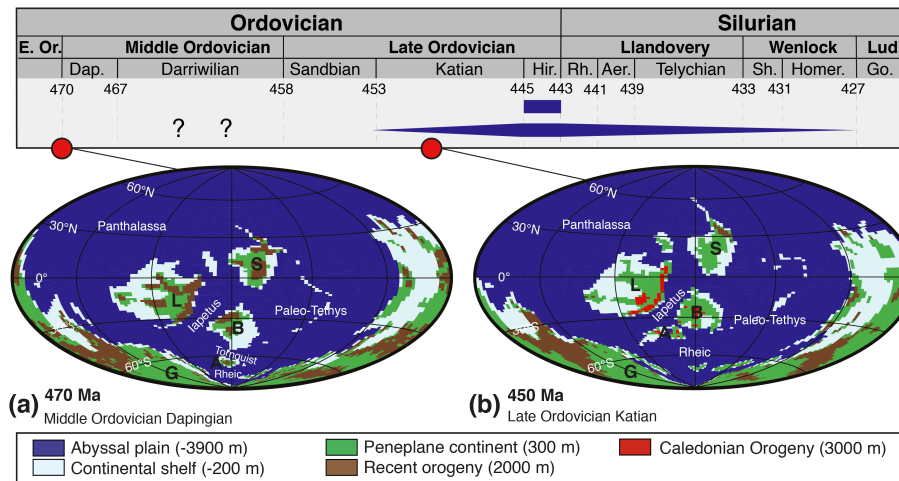 Ordovician Silurian
E. Or. Middle Ordovician Late Ordovician Llandovery Wenlock Lud.
Dap. Darriwilian Sandbian Katian Hir. Rh. Aer. Telychian Sh. Homer. Go.
470 467 458 453 445 443 441 439 433 431 427
? ?
60°N 60°N
30°N Panthalassa 30°N Panthalassa
S S
0° L 0° L
Iapetus B Paleo-Tethys Iapetus B Paleo-Tethys
30°S A
Tornquist Rheic
60°S G A Rheic 60°S G
(a) 470 Ma (b) 450 Ma
Middle Ordovician Dapingian Late Ordovician Katian
Abyssal plain (-3900 m) Peneplane continent (300 m) Caledonian Orogeny (3000 m)
Continental shelf (-200 m) Recent orogeny (2000 m)